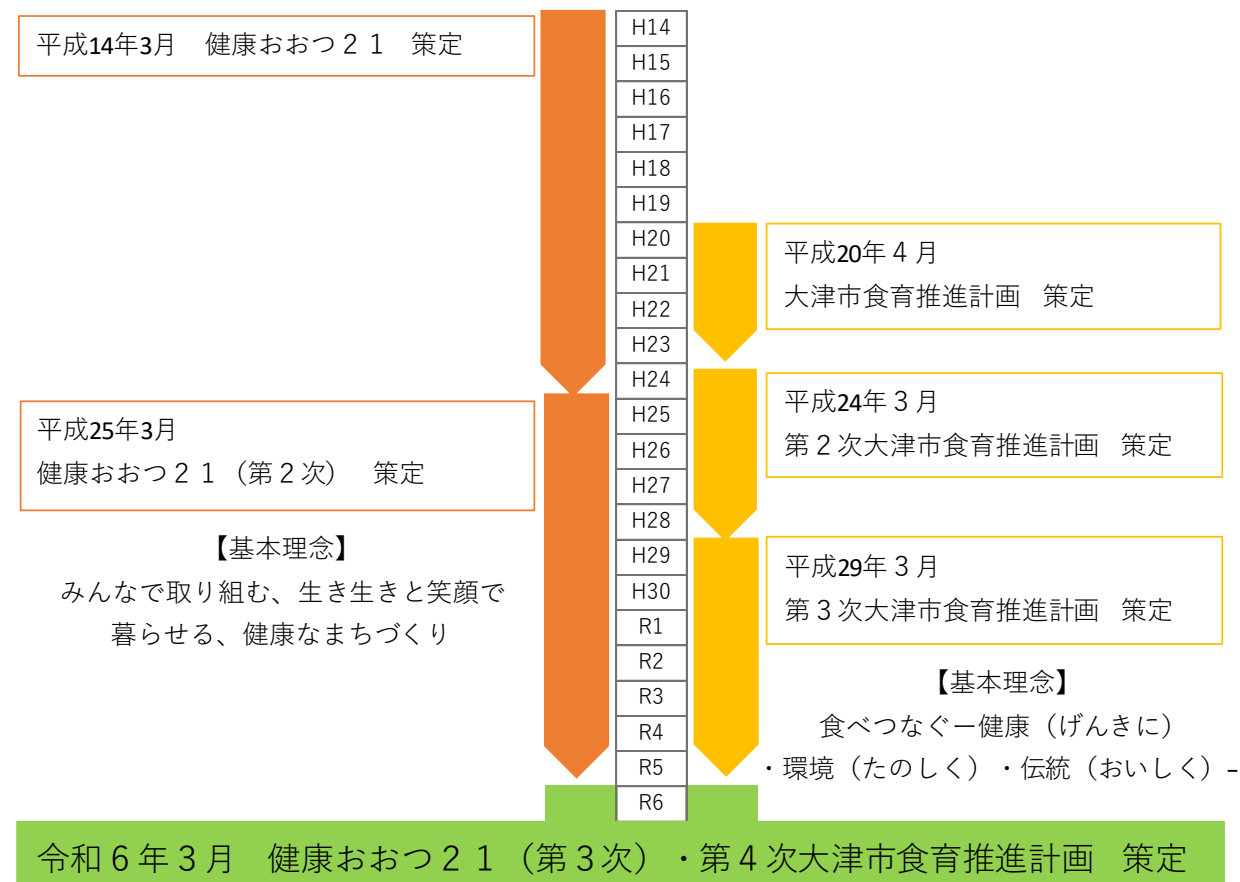 平成14年3月　健康おおつ２１　策定
H14
H15
H16
H17
H18
H19
H20
H21
H22
H23
H24
H25
H26
H27
H28
H29
H30
R1
R2
R3
R4
R5
R6
平成20年４月
大津市食育推進計画　策定
平成24年３月
第２次大津市食育推進計画　策定
平成25年3月
健康おおつ２１（第２次）　策定
【基本理念】
みんなで取り組む、生き生きと笑顔で
暮らせる、健康なまちづくり
平成29年３月
第３次大津市食育推進計画　策定
【基本理念】
食べつなぐー健康（げんきに）
・環境（たのしく）・伝統（おいしく）-
令和６年３月　健康おおつ２１（第３次）・第４次大津市食育推進計画　策定